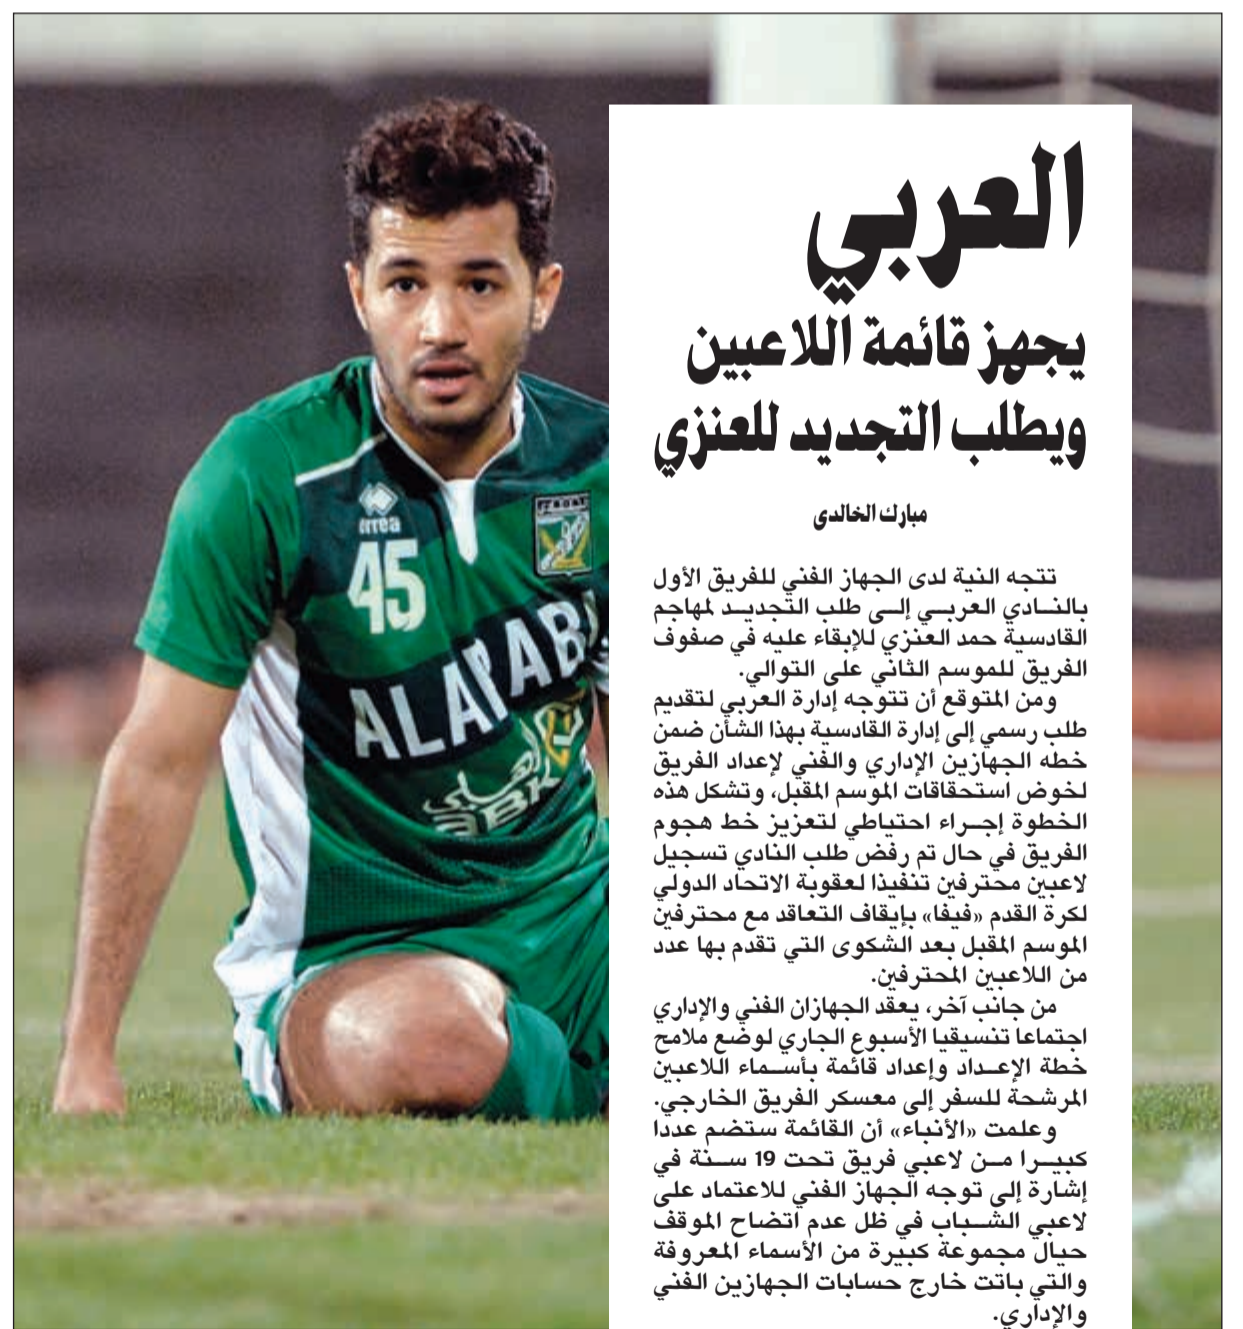 العربي
يجهز قائمة اللاعبين
ويطلب التجديد للعنزي
مبارك الخالدي
تتجه النية لدى الجهاز الفني للفريق الأول
بالنادي العربي إلى طلب التجديد لمهاجم
القادسية حمد العنزي للإبقاء عليه في صفوف
الفريق للموسم الثاني على التوالي.
ومن المتوقع أن تتوجه إدارة العربي لتقديم
طلب رسمي إلى إدارة القادسية بهذا الشأن ضمن
خطه الجهازين الإداري والفني لإعداد الفريق
لخوض استحقاقات الموسم المقبل، وتشكل هذه
الخطوة إجراء احتياطي لتعزيز خط هجوم
الفريق في حال تم رفض طلب النادي تسجيل
لاعبين محترفين تنفيذا لعقوبة الاتحاد الدولي
لكرة القدم «فيفا» بإيقاف التعاقد مع محترفين
الموسم المقبل بعد الشكوى التي تقدم بها عدد
من اللاعبين المحترفين.
من جانب آخر، يعقد الجهازان الفني والإداري
اجتماعا تنسيقيا الأسبوع الجاري لوضع ملامح
خطة الإعداد وإعداد قائمة بأسماء اللاعبين
المرشحة للسفر إلى معسكر الفريق الخارجي.
وعلمت «الأنباء» أن القائمة ستضم عددا
كبيرا من لاعبي فريق تحت 19 سنة في
إشارة إلى توجه الجهاز الفني للاعتماد على
لاعبي الشباب في ظل عدم اتضاح الموقف
حيال مجموعة كبيرة من الأسماء المعروفة
والتي باتت خارج حسابات الجهازين الفني
والإداري.
errea
45
ALARAB
الاهلي
ABK